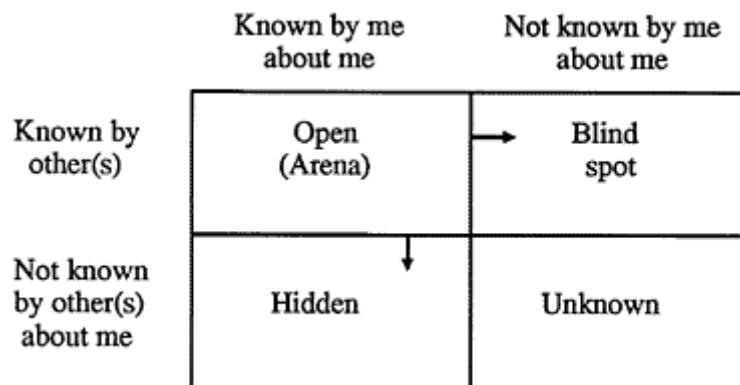 Known by me
about me
Not known by me
about me
Known by
other(s)
Open
(Arena)
Blind
spot
Not known
by other(s)
about me
Hidden
Unknown